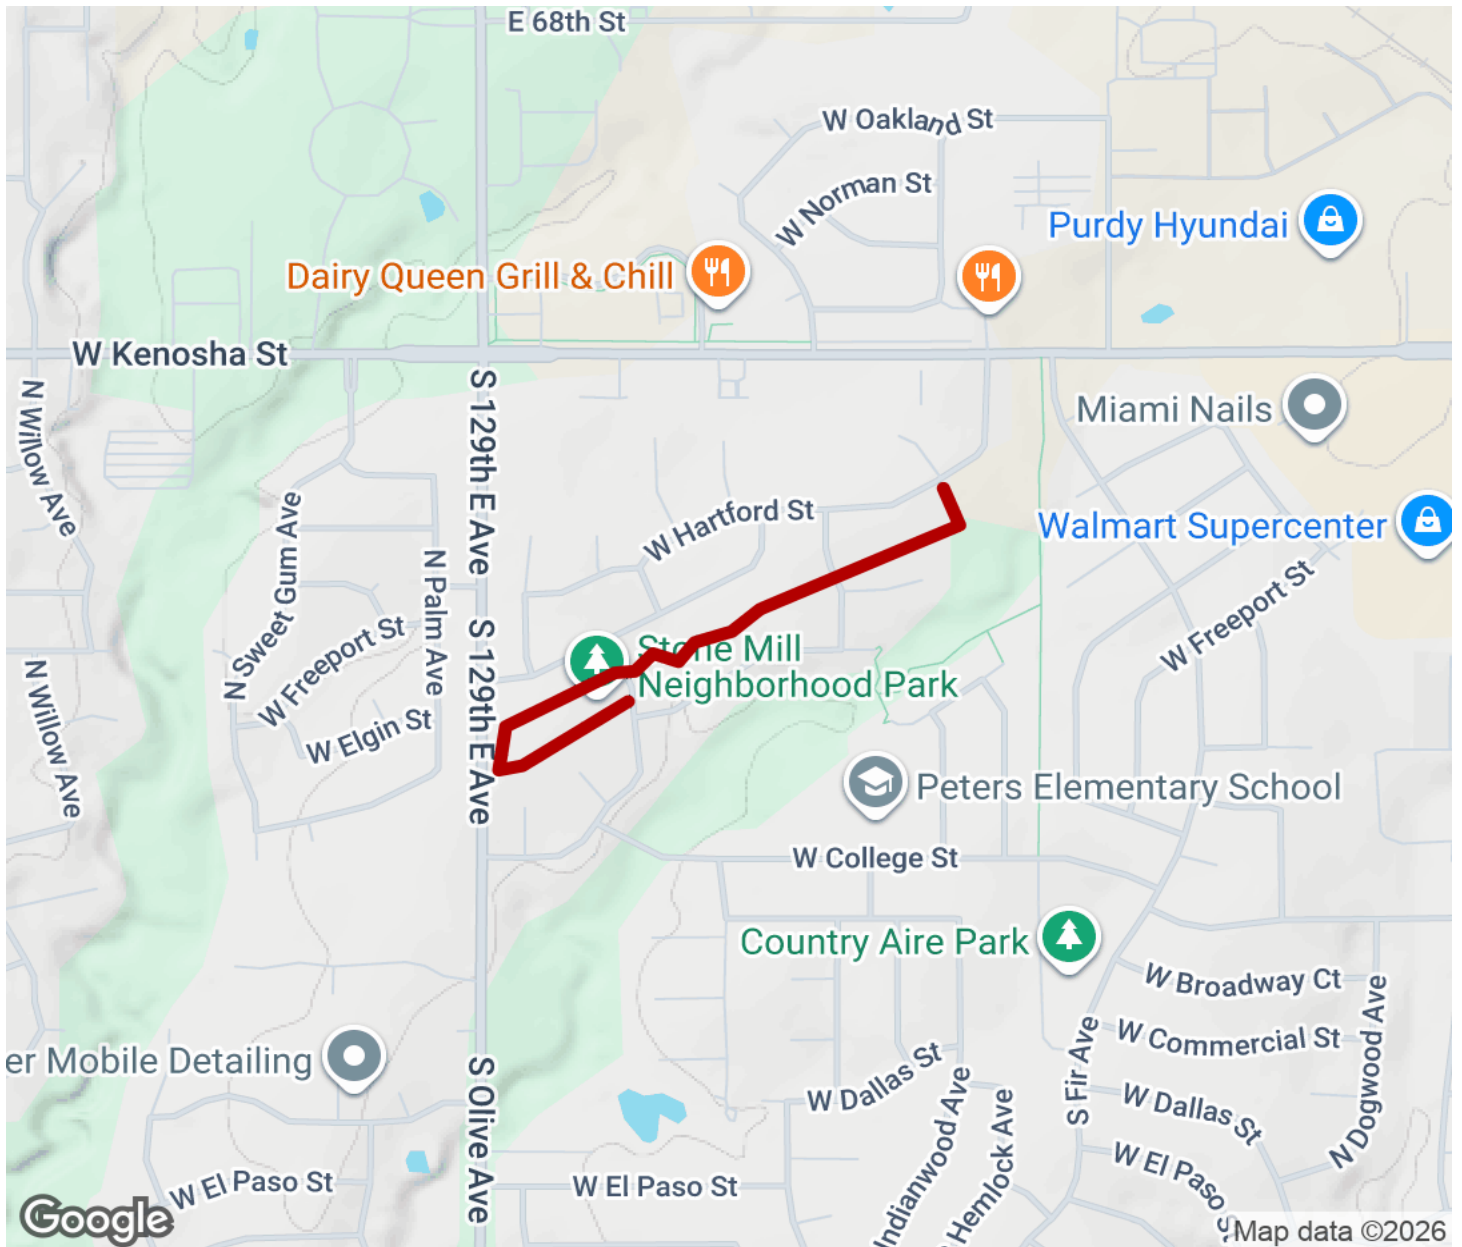 E 68th St
W Oakland St
W Norman St
Purdy Hyundai
Dairy Queen Grill & Chill
W Kenosha St
S 129th E Ave
N Willow Ave
Miami Nails
N Sweet Gum Ave
W Hartford St
Walmart Supercenter
N Palm Ave
W Freeport St
W Freeport St
S 129th E Ave
Stone Mill
Neighborhood Park
N Willow Ave
W Elgin St
Peters Elementary School
W College St
Country Aire Park
W Broadway Ct
N Dogwood Ave
er Mobile Detailing
S Olive Ave
W Dallas St
S Fir Ave
W Commercial St
W Dallas St
Indianwood Ave
Hemlock Ave
W El Paso St
W El Paso St
W El Paso S
Google
Map data ©2026